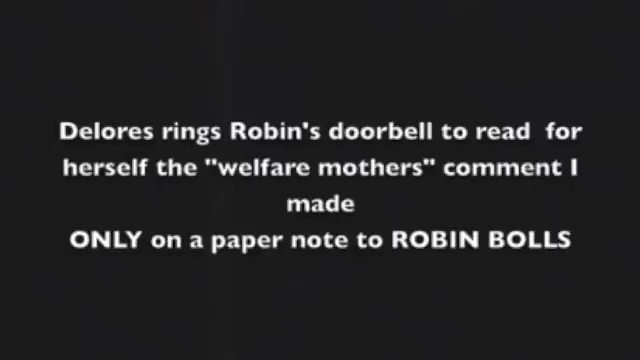 Delores rings Robin's doorbell to read  for
herself the "welfare mothers" comment I
made
ONLY on a paper note to ROBIN BOLLS